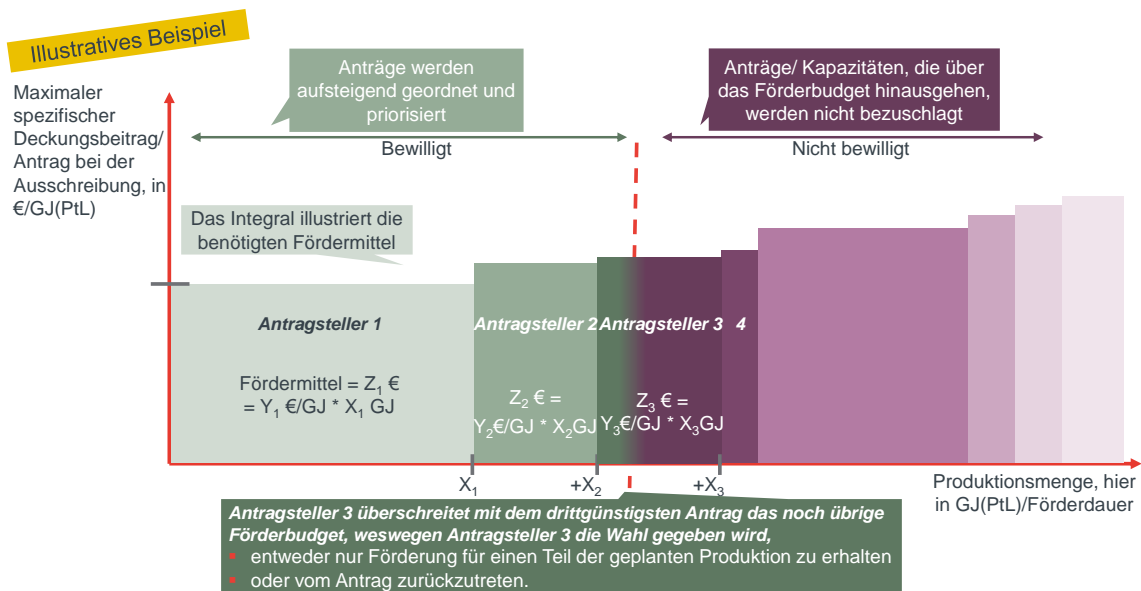 Illustratives Beispiel
Maximaler
spezifischer
Deckungsbeitrag/
Antrag bei der
Ausschreibung, in
€/GJ(PtL)
Anträge werden
aufsteigend geordnet und
priorisiert
Anträge/ Kapazitäten, die über
das Förderbudget hinausgehen,
werden nicht bezuschlagt
Bewilligt
Nicht bewilligt
Das Integral illustriert die
benötigten Fördermittel
Antragsteller 1
Antragsteller 2
Antragsteller 3
4
Fördermittel = Z₁ €
= Y₁ €/GJ * X₁ GJ
Z₂ € =
Y₂€/GJ * X₂GJ
Z₃ € =
Y₃€/GJ * X₃GJ
X₁
+X₂
+X₃
Produktionsmenge, hier
in GJ(PtL)/Förderdauer
Antragsteller 3 überschreitet mit dem drittgünstigsten Antrag das noch übrige
Förderbudget, weswegen Antragsteller 3 die Wahl gegeben wird,
▪ entweder nur Förderung für einen Teil der geplanten Produktion zu erhalten
▪ oder vom Antrag zurückzutreten.